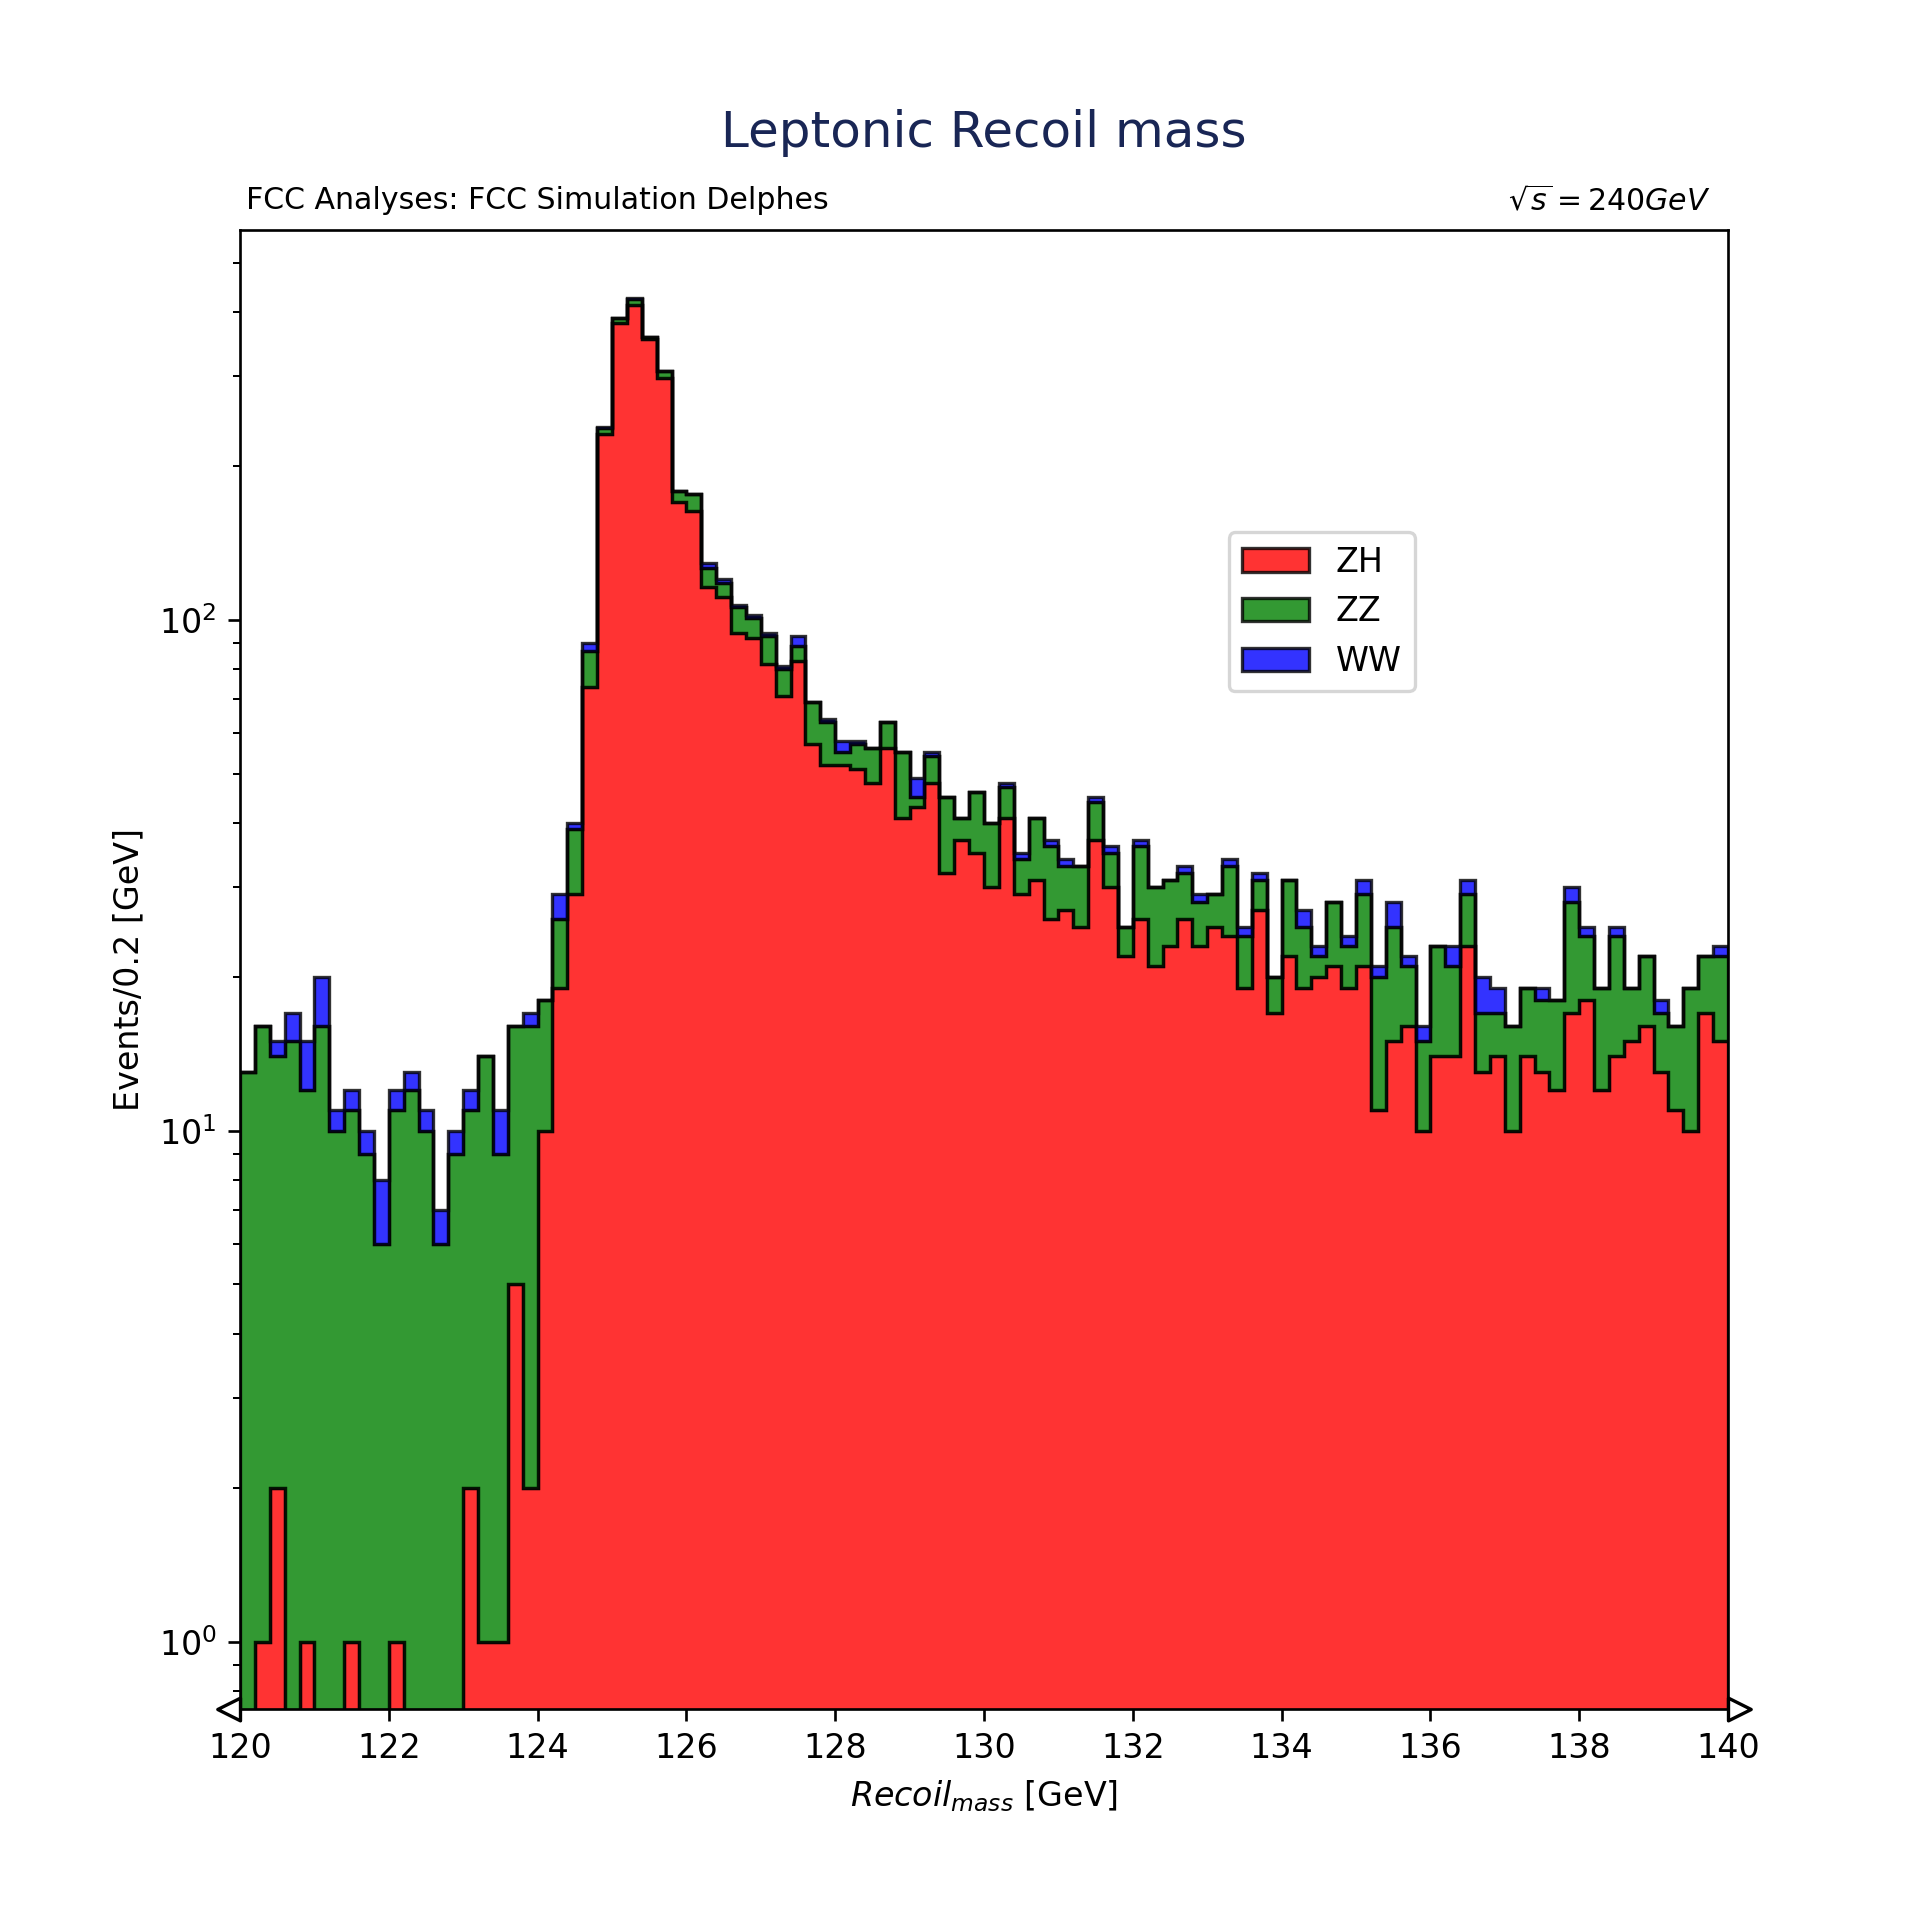 Leptonic Recoil mass
FCC Analyses: FCC Simulation Delphes
√s = 240GeV
ZH
ZZ
WW
Events/0.2 [GeV]
10²
10¹
10⁰
120 122 124 126 128 130 132 134 136 138 140
Recoil_mass [GeV]